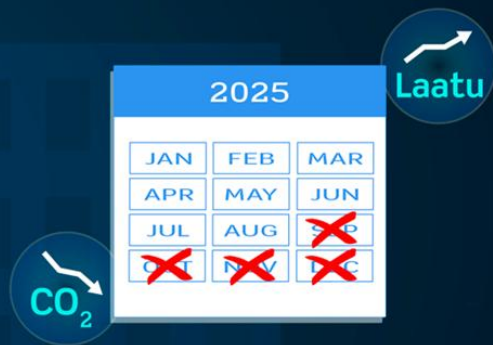 2025
Laatu
JAN FEB MAR
APR MAY JUN
JUL AUG SEP
OCT NOV DEC
CO₂